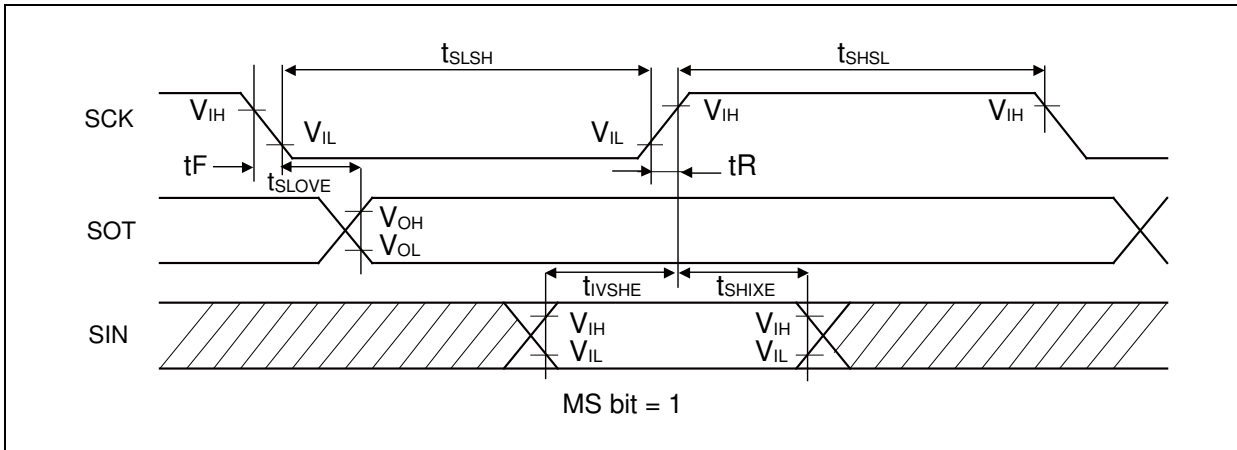 tSLSH tSHSL
SCK VIH VIL VIL VIH VIH
tF tSLOVE tR
SOT VOH
VOL
tIVSHE tSHIXE
SIN VIH VIH
VIL VIL
MS bit = 1